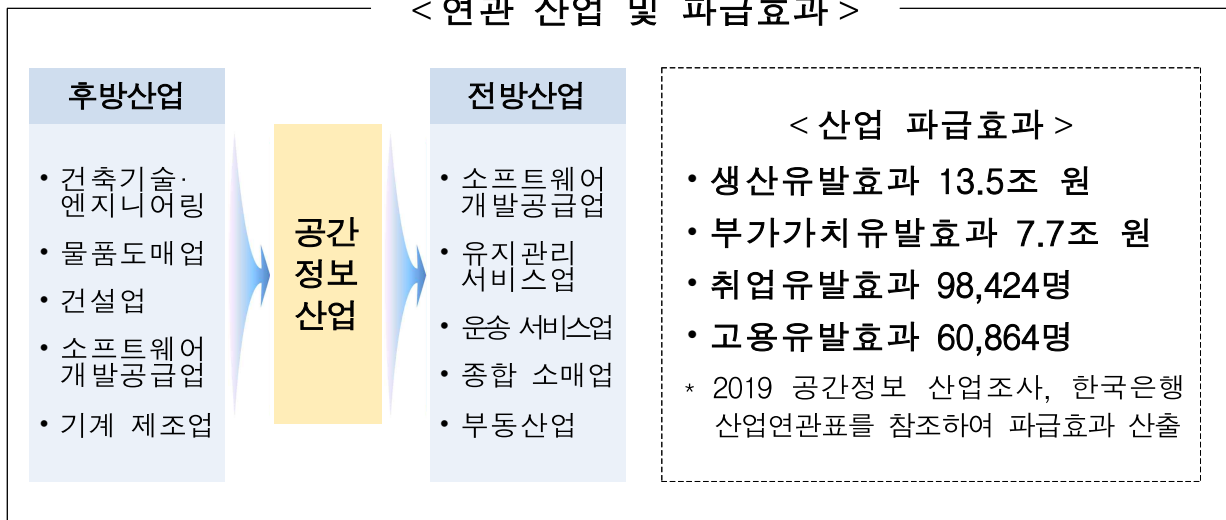 <연관 산업 및 파급효과>
후방산업
• 건축기술·
엔지니어링
• 물품도매업
• 건설업
• 소프트웨어
개발공급업
• 기계 제조업
공간
정보
산업
전방산업
• 소프트웨어
개발공급업
• 유지관리
서비스업
• 운송 서비스업
• 종합 소매업
• 부동산업
<산업 파급효과>
• 생산유발효과 13.5조 원
• 부가가치유발효과 7.7조 원
• 취업유발효과 98,424명
• 고용유발효과 60,864명
* 2019 공간정보 산업조사, 한국은행
산업연관표를 참조하여 파급효과 산출